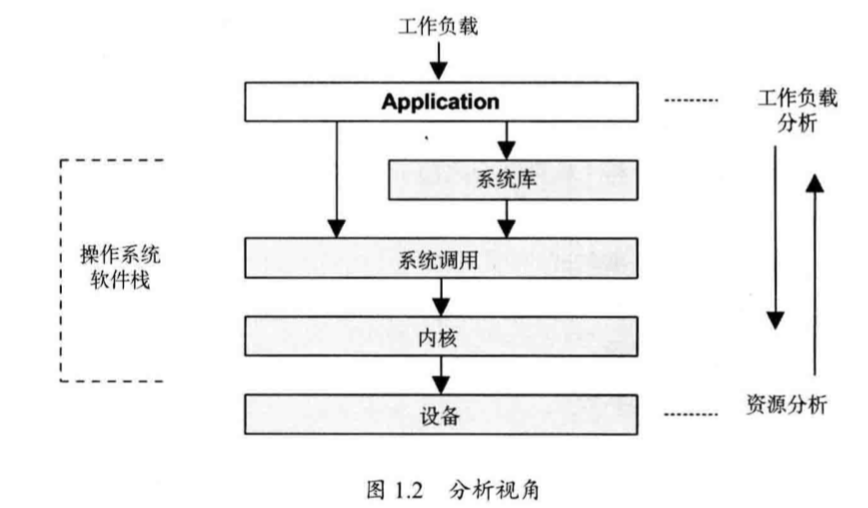 工作负载
Application
工作负载
分析
系统库
操作系统
软件栈
系统调用
内核
设备
资源分析
图 1.2 分析视角